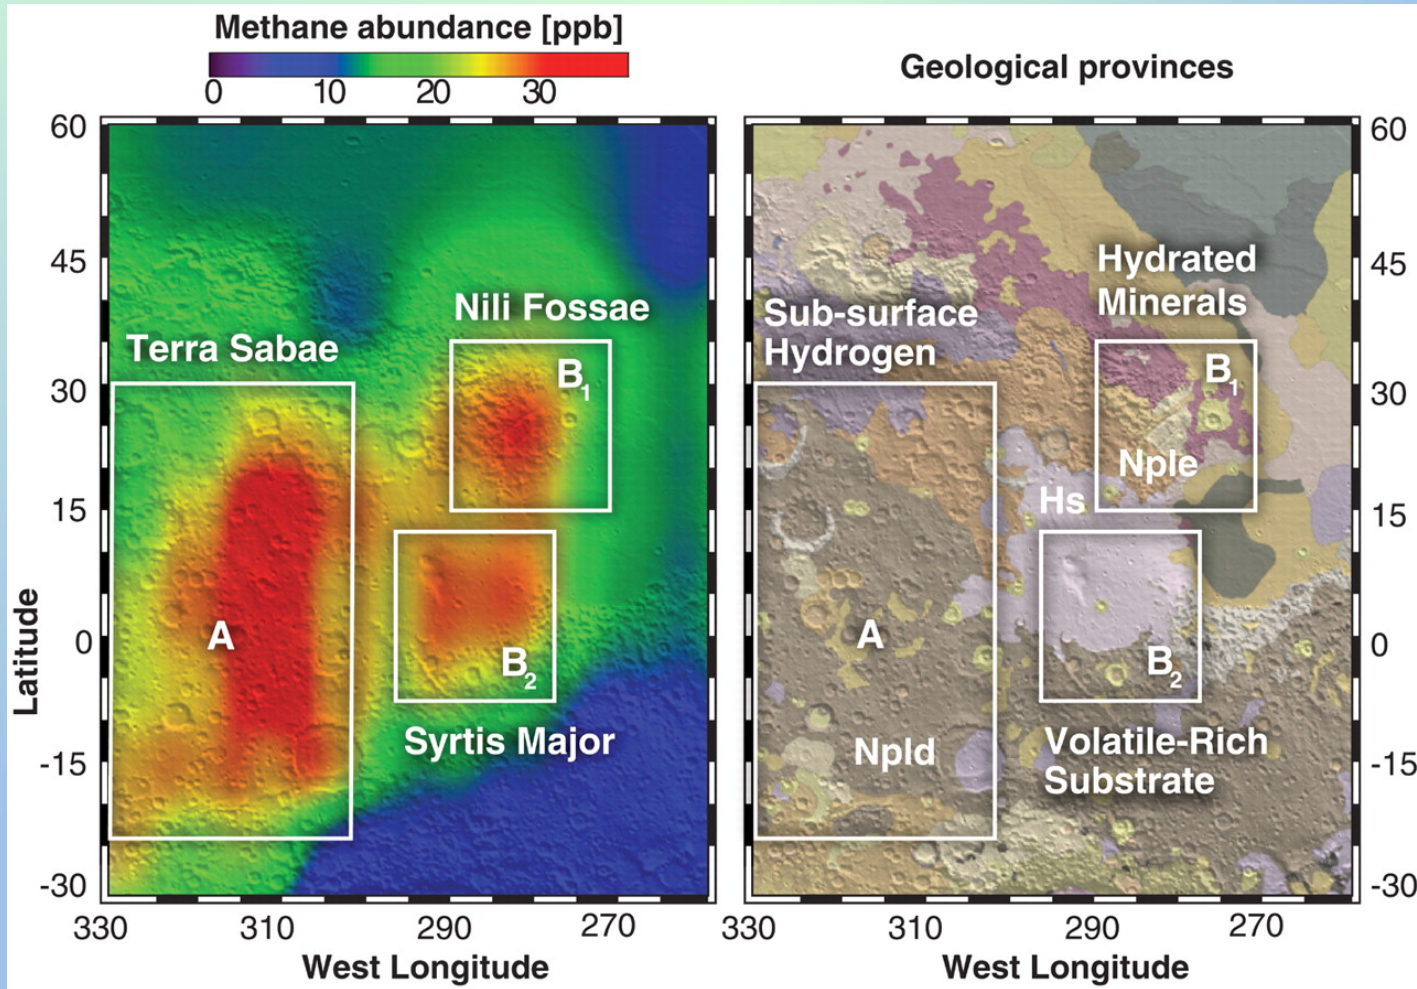 Methane abundance [ppb]
0 10 20 30
Geological provinces
60
45
30
15
0
-15
-30
Latitude
Terra Sabae
Nili Fossae
B1
A
B2
Syrtis Major
330 310 290 270
West Longitude
Hydrated
Minerals
Sub-surface
Hydrogen
B1
Nple
Hs
A
B2
Npld
Volatile-Rich
Substrate
60
45
30
15
0
-15
-30
330 310 290 270
West Longitude